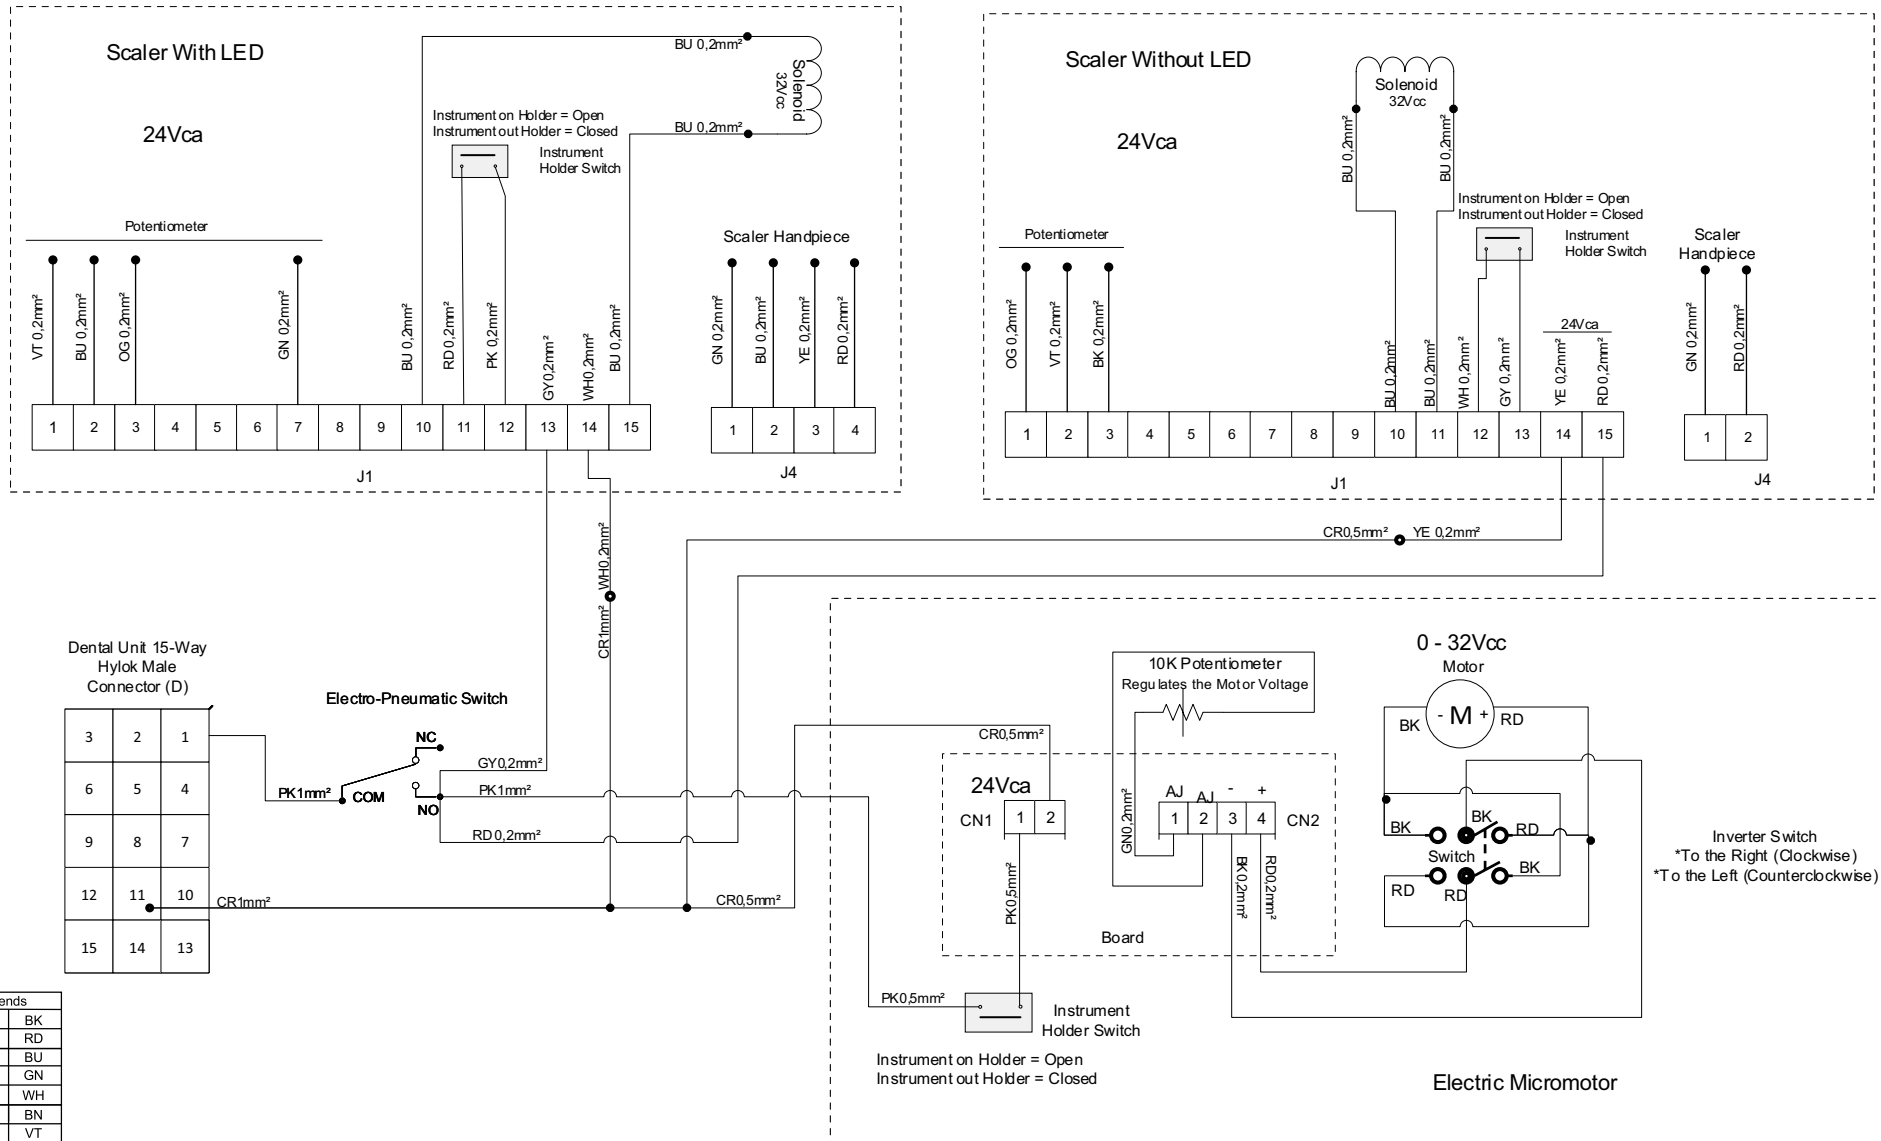 Scaler With LED
24Vca
BU 0,2mm²
Solenoid
32Vcc
BU 0,2mm²
Instrument on Holder = Open
Instrument out Holder = Closed
Instrument
Holder Switch
Potentiometer
VT 0,2mm²
BU 0,2mm²
OG 0,2mm²
GN 0,2mm²
BU 0,2mm²
RD 0,2mm²
PK 0,2mm²
GY0,2mm²
WH0,2mm²
BU 0,2mm²
1 2 3 4 5 6 7 8 9 10 11 12 13 14 15
J1
Scaler Handpiece
GN 0,2mm²
BU 0,2mm²
YE 0,2mm²
RD 0,2mm²
1 2 3 4
J4
Scaler Without LED
24Vca
Solenoid
32Vcc
BU 0,2mm²
BU 0,2mm²
Instrument on Holder = Open
Instrument out Holder = Closed
Instrument
Holder Switch
Potentiometer
OG 0,2mm²
VT 0,2mm²
BK 0,2mm²
BU 0,2mm²
BU 0,2mm²
WH 0,2mm²
GY 0,2mm²
24Vca
YE 0,2mm²
RD 0,2mm²
1 2 3 4 5 6 7 8 9 10 11 12 13 14 15
J1
Scaler
Handpiece
GN 0,2mm²
RD 0,2mm²
1 2
J4
CR0,5mm² YE 0,2mm²
WH0,2mm²
CR1mm²
Dental Unit 15-Way
Hylok Male
Connector (D)
3 2 1
6 5 4
9 8 7
12 11 10
15 14 13
Electro-Pneumatic Switch
NC
COM
NO
PK1mm²
GY0,2mm²
PK1mm²
RD 0,2mm²
CR1mm²
CR0,5mm²
CR0,5mm²
24Vca
CN1
1 2
PK0,5mm²
PK0,5mm²
Instrument
Holder Switch
Instrument on Holder = Open
Instrument out Holder = Closed
10K Potentiometer
Regulates the Motor Voltage
GN0,2mm²
AJ AJ - +
1 2 3 4
CN2
BK0,2mm²
RD0,2mm²
Board
0 - 32Vcc
Motor
BK - M + RD
BK BK RD
Switch
RD RD BK
Inverter Switch
*To the Right (Clockwise)
*To the Left (Counterclockwise)
Electric Micromotor
ends
BK
RD
BU
GN
WH
BN
VT